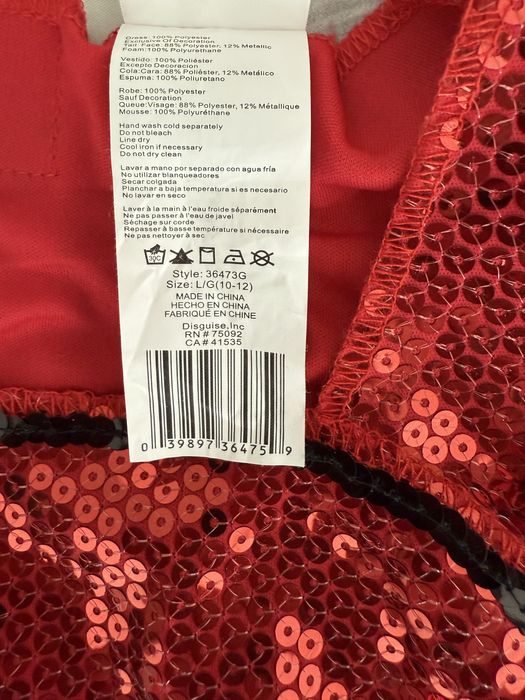 Dress: 100% Polyester
Exclusive Of Decoration
Tail, Face: 88% Polyester, 12% Metallic
Foam: 100% Polyurethane
Vestido: 100% Poliéster
Excepto Decoracion
Cola:Cara: 88% Poliéster, 12% Metálico
Espuma: 100% Poliuretano
Robe: 100% Polyester
Sauf Decoration
Queue:Visage: 88% Polyester, 12% Métallique
Mousse: 100% Polyuréthane
Hand wash cold separately
Do not bleach
Line dry
Cool iron if necessary
Do not dry clean
Lavar a mano por separado con agua fría
No utilizar blanqueadores
Secar colgada
Planchar a baja temperatura si es necesario
No lavar en seco
Laver à la main à l'eau froide séparément
Ne pas passer à l'eau de javel
Séchage sur corde
Repasser à basse température si nécessaire
Ne pas nettoyer à sec
30C
Style: 36473G
Size: L/G(10-12)
MADE IN CHINA
HECHO EN CHINA
FABRIQUÉ EN CHINE
Disguise,Inc
RN # 75092
CA # 41535
0 39897 36475 9